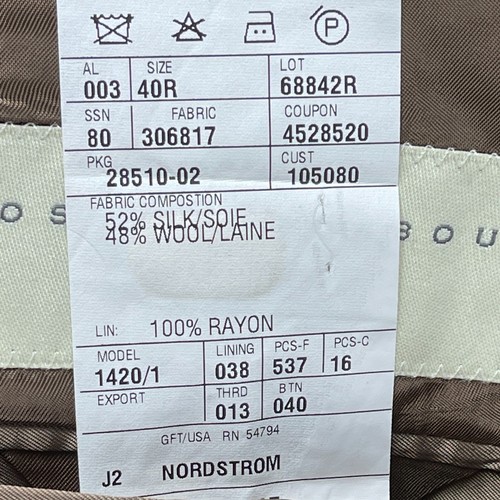 P
AL SIZE LOT
003 40R 68842R
SSN FABRIC COUPON
80 306817 4528520
PKG CUST
28510-02 105080
FABRIC COMPOSTION
52% SILK/SOIE
48% WOOL/LAINE
O S B O U
LIN: 100% RAYON
MODEL LINING PCS-F PCS-C
1420/1 038 537 16
EXPORT THRD BTN
013 040
GFT/USA RN 54794
J2 NORDSTROM